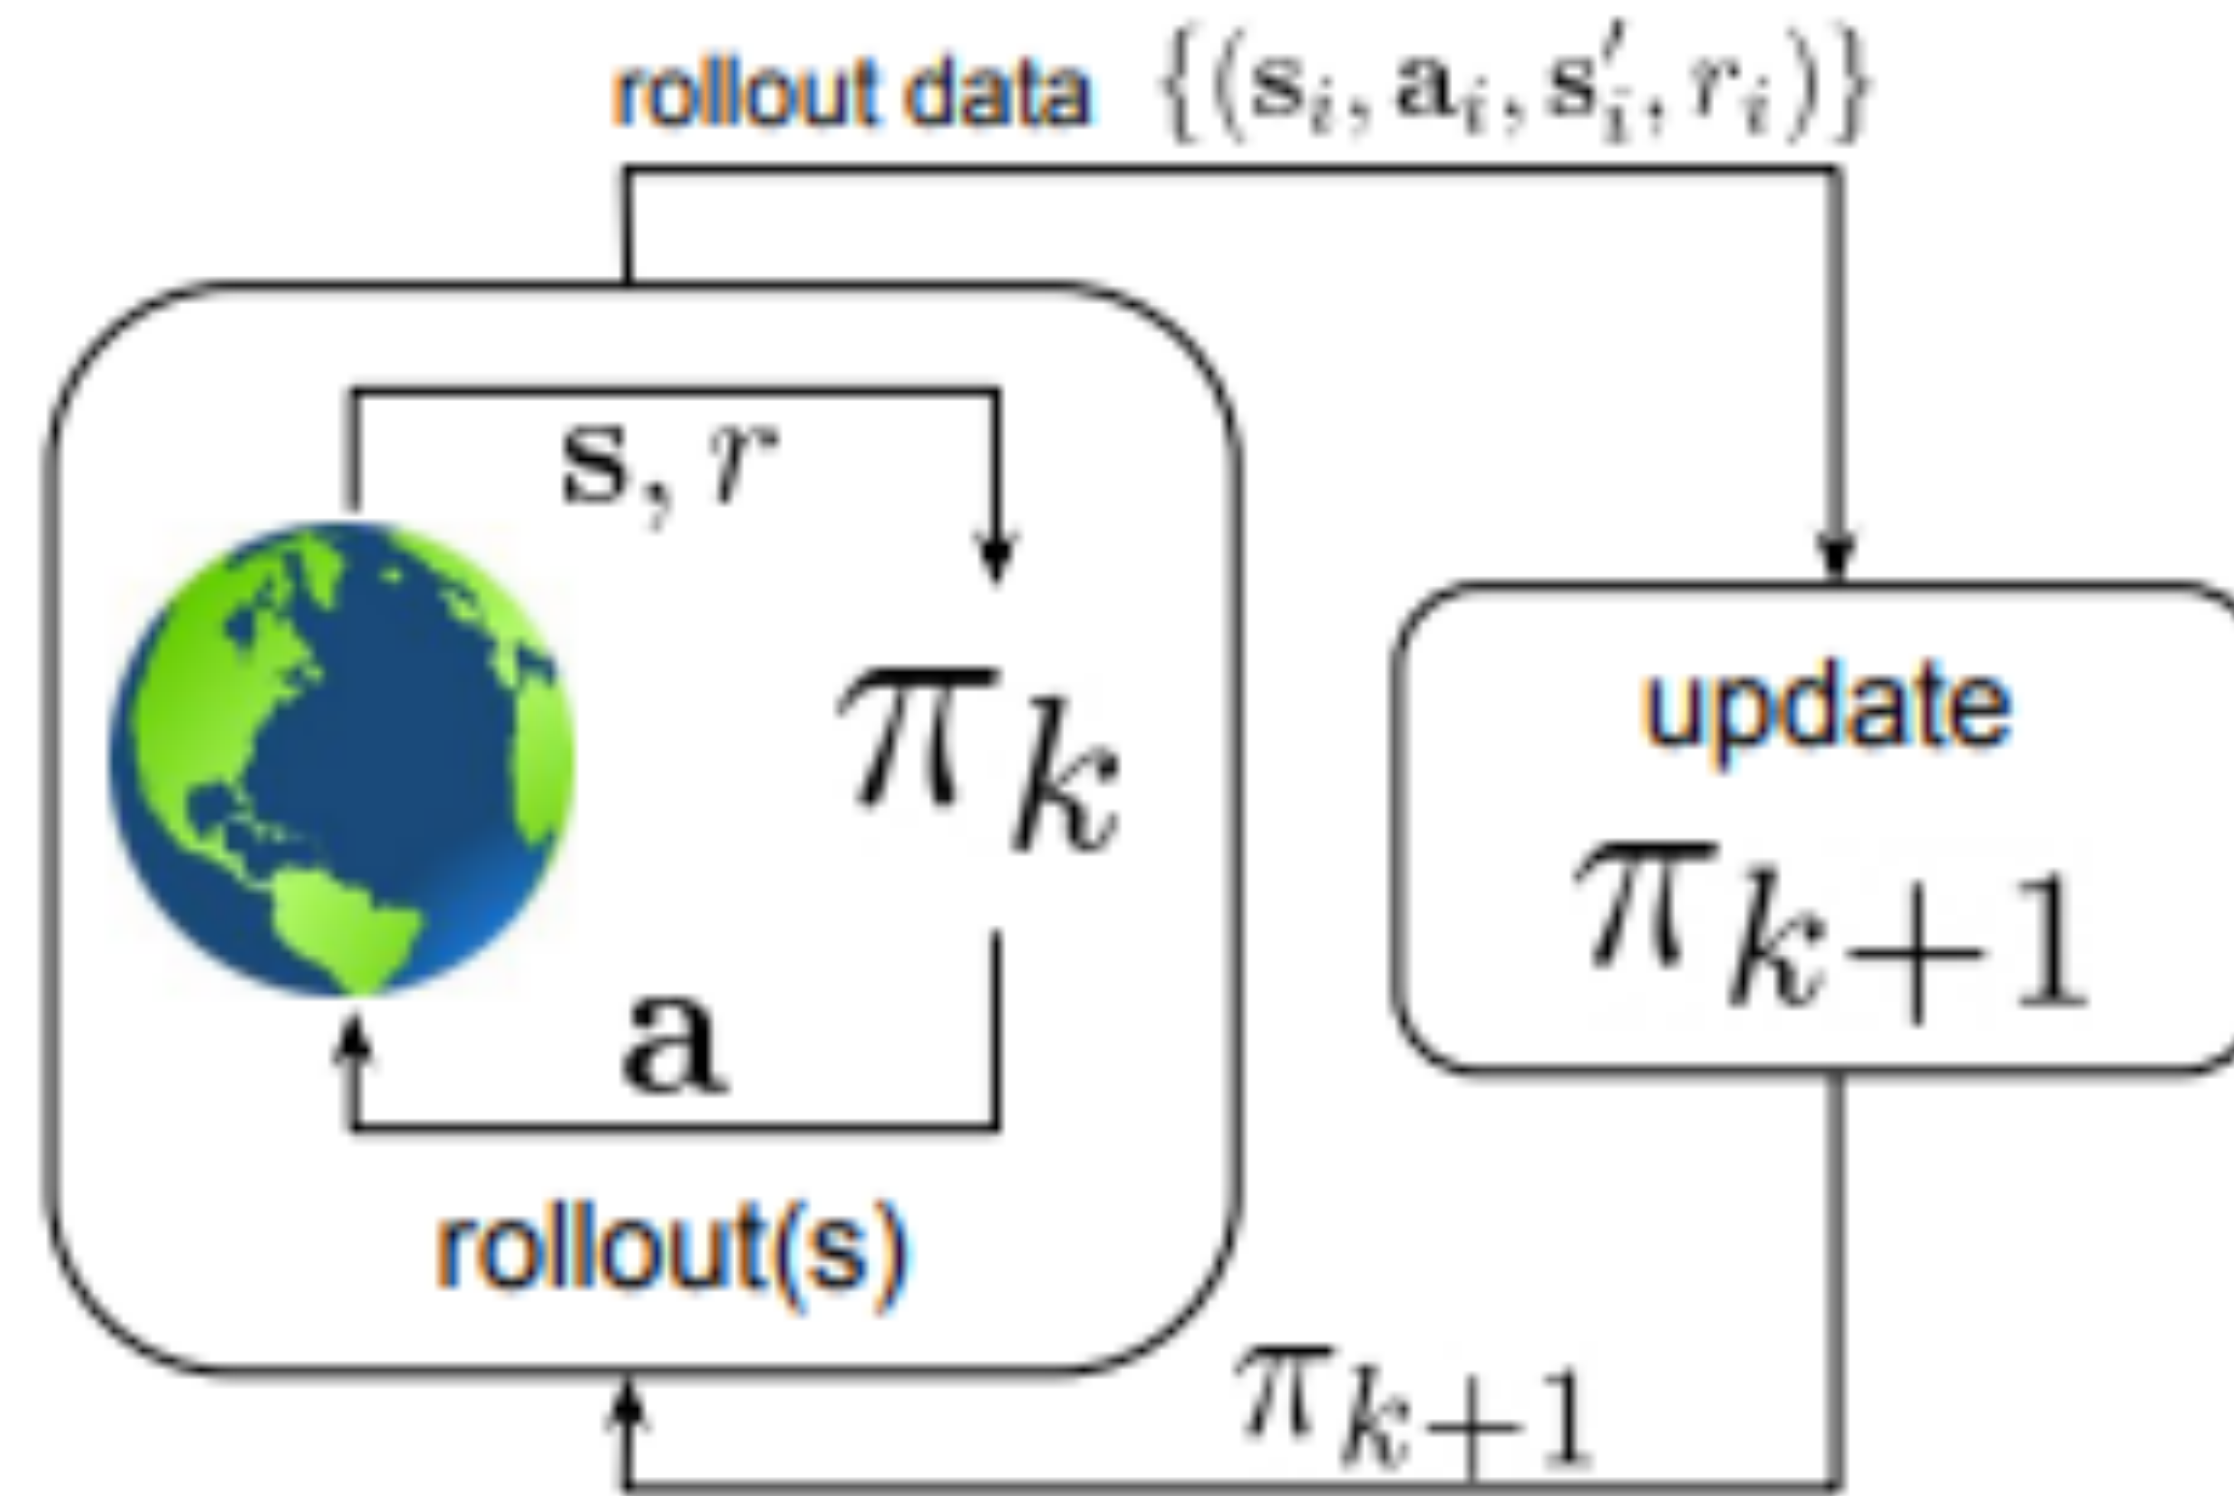 rollout data {(s_i, a_i, s'_i, r_i)}
s, r
π_k
a
rollout(s)
update
π_{k+1}
π_{k+1}